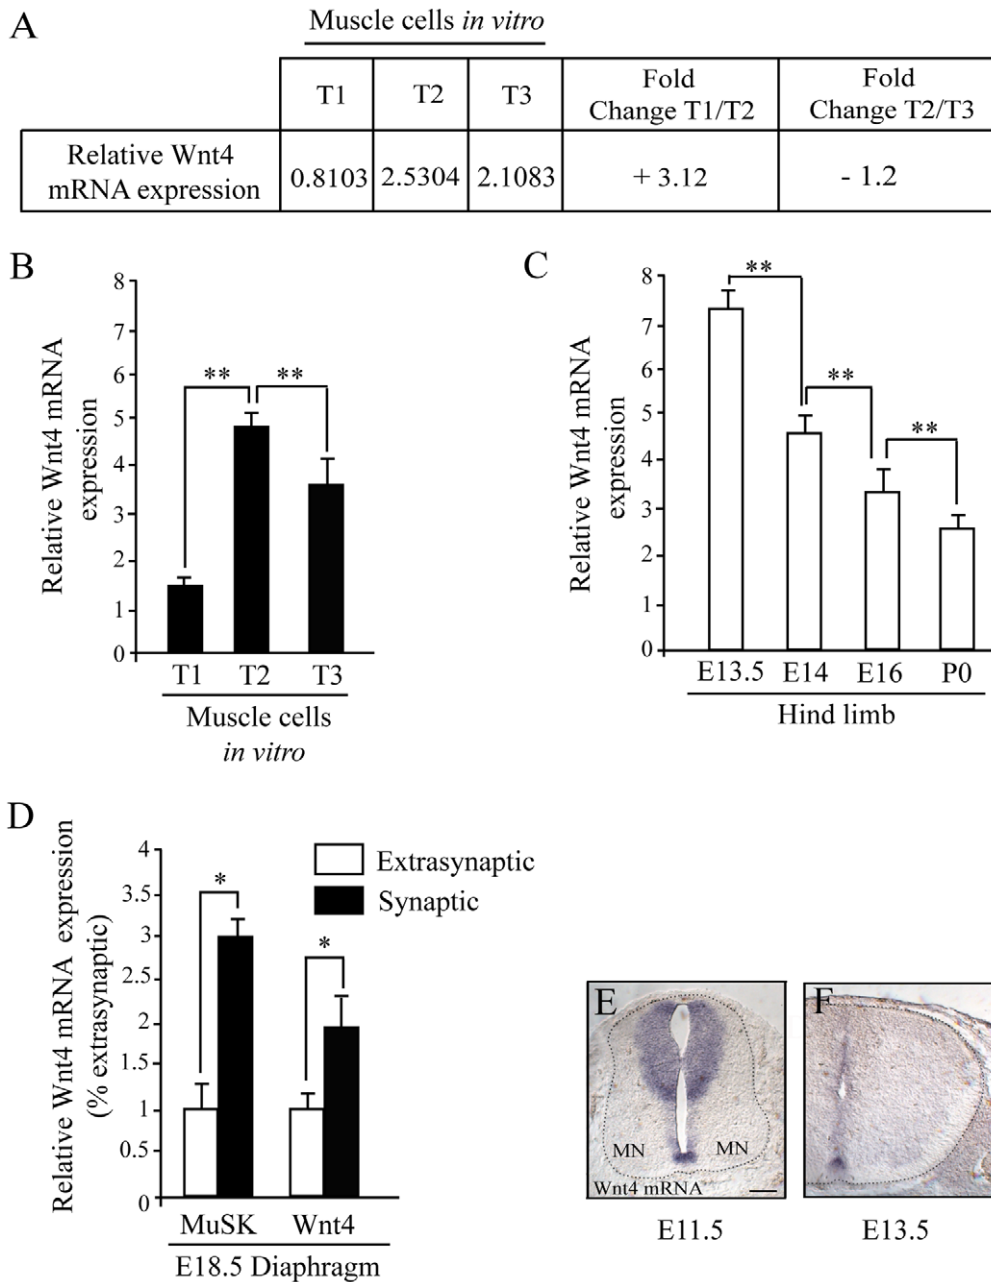 A
Muscle cells in vitro
T1 T2 T3 Fold Change T1/T2 Fold Change T2/T3
Relative Wnt4 mRNA expression 0.8103 2.5304 2.1083 + 3.12 - 1.2
B
Relative Wnt4 mRNA
expression
8
7
6
5
4
3
2
1
0
** **
T1 T2 T3
Muscle cells
in vitro
C
Relative Wnt4 mRNA
expression
8
7
6
5
4
3
2
1
0
** ** **
E13.5 E14 E16 P0
Hind limb
D
Relative Wnt4 mRNA expression
(% extrasynaptic)
4
3.5
3
2.5
2
1.5
1
0.5
0
Extrasynaptic
Synaptic
* *
MuSK Wnt4
E18.5 Diaphragm
E
MN MN
Wnt4 mRNA
E11.5
F
E13.5